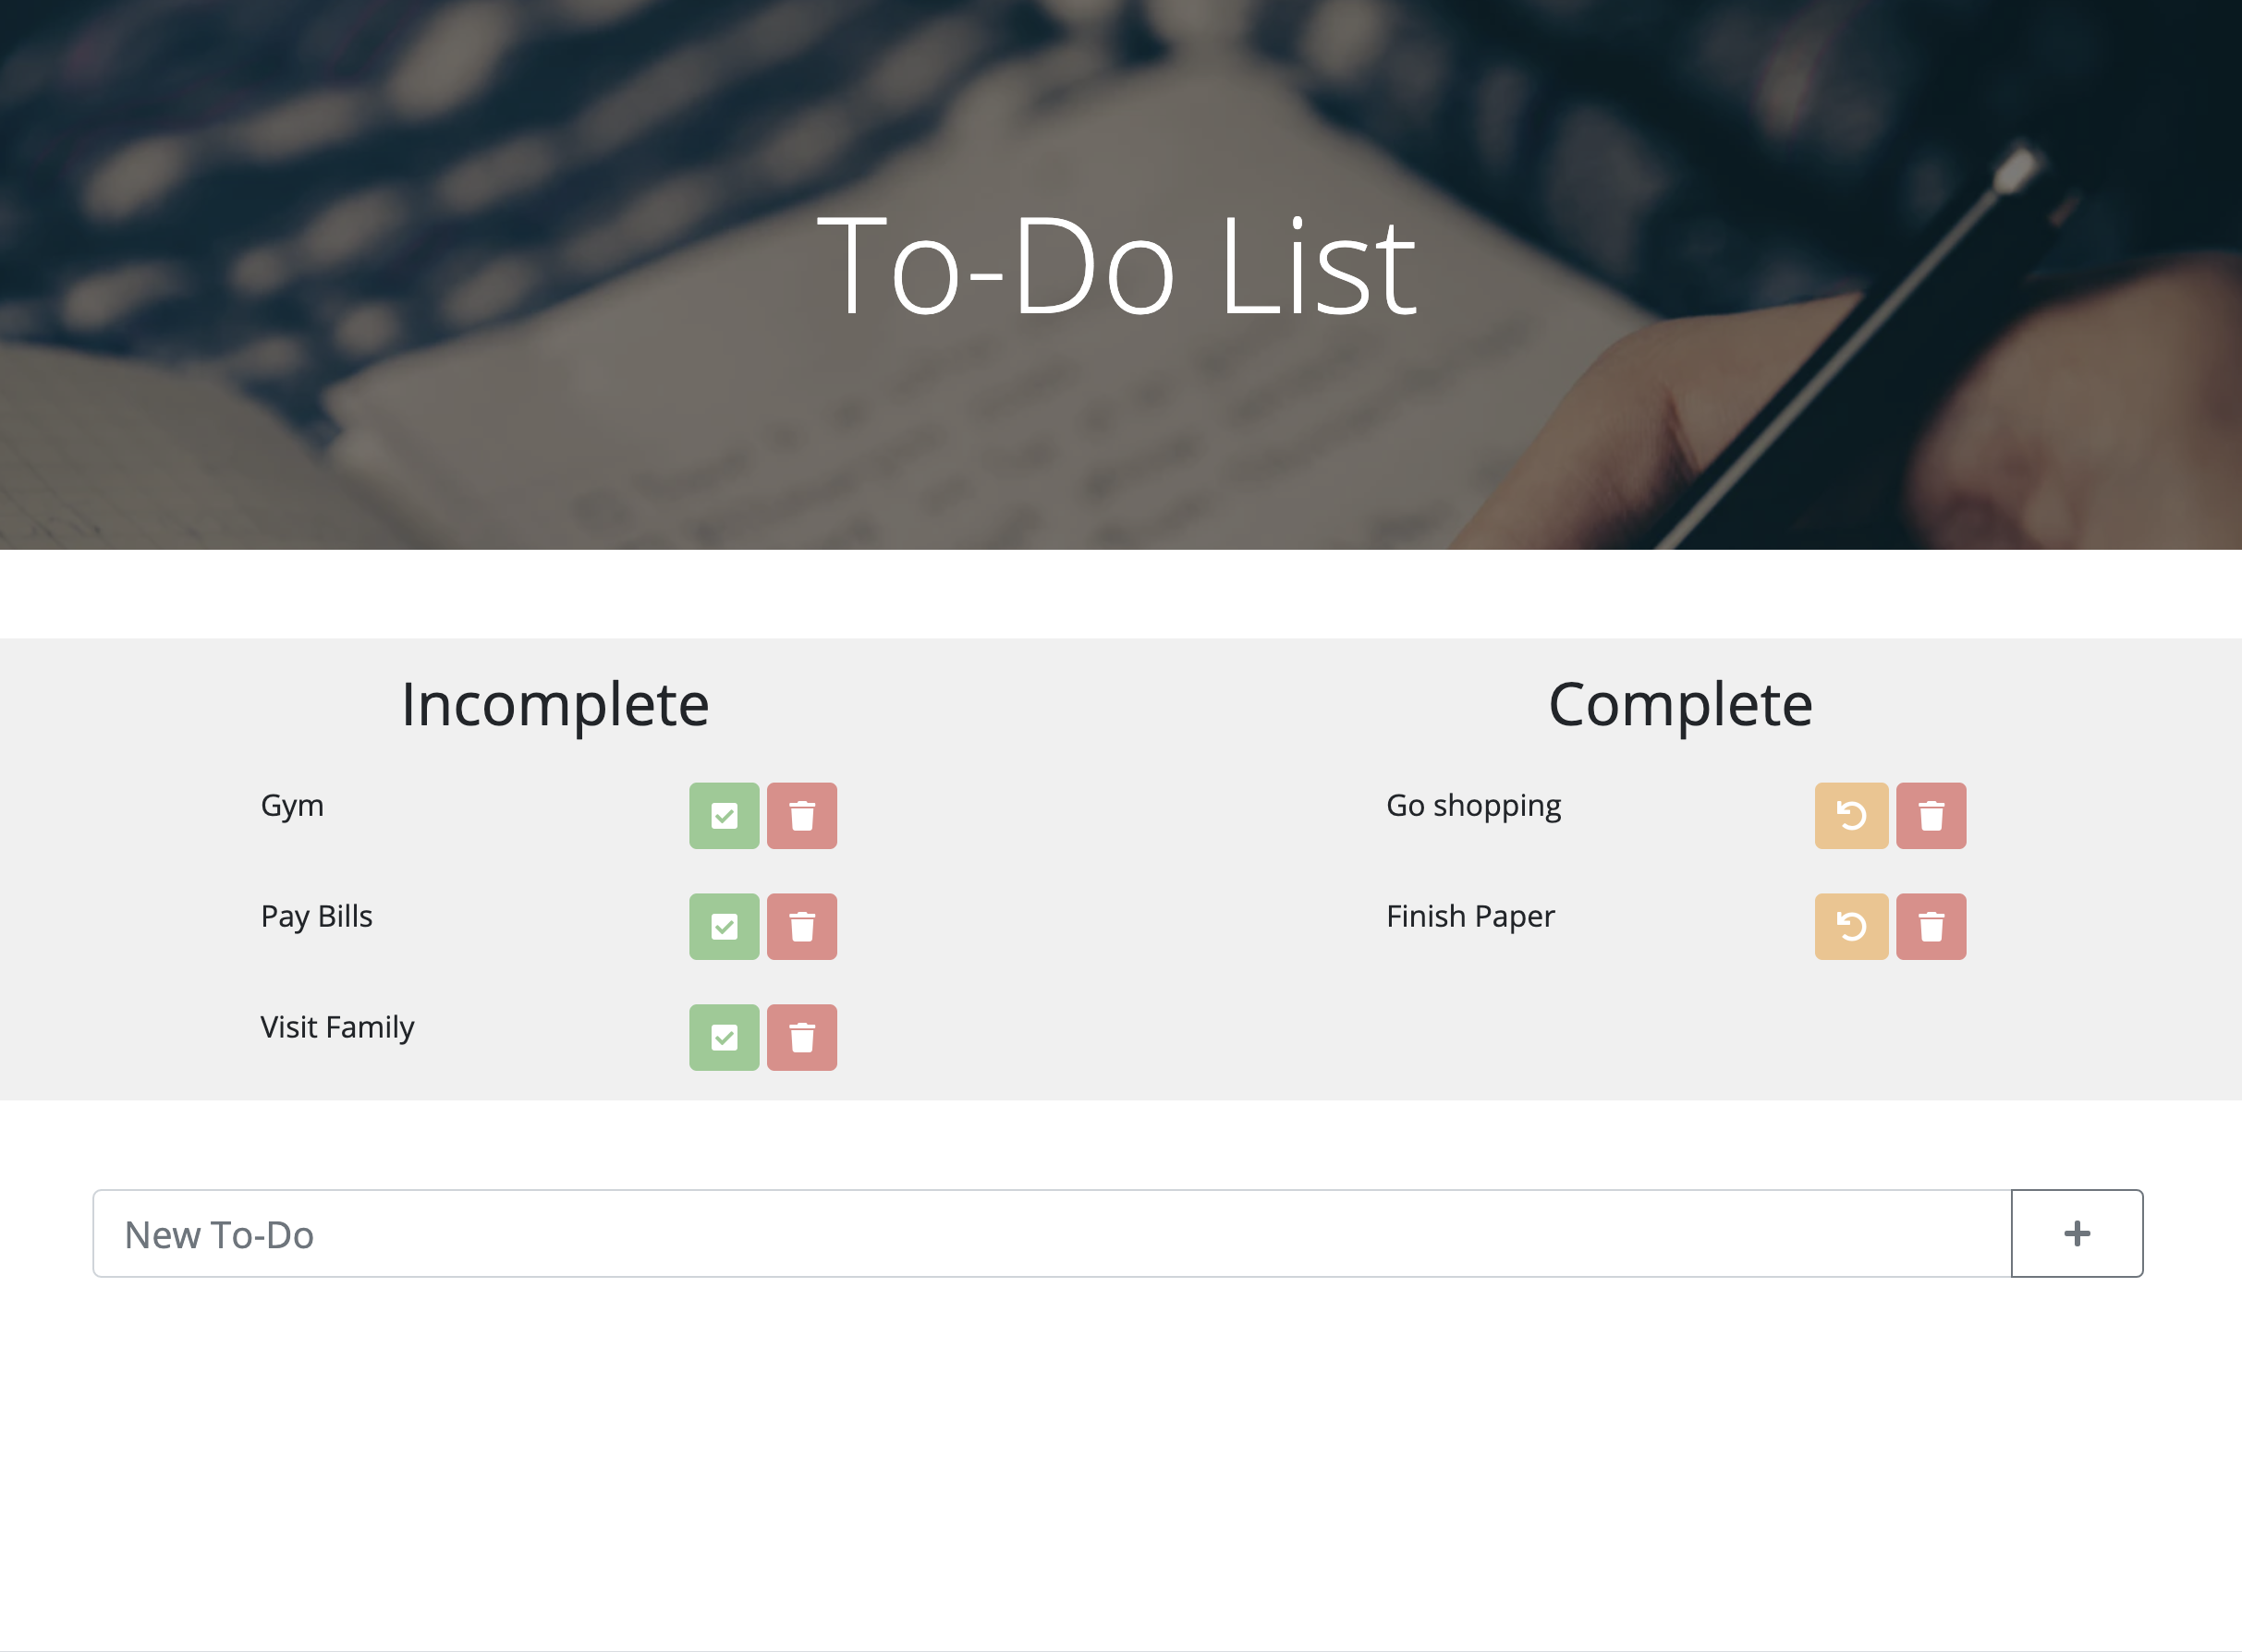 To-Do List
Incomplete
Gym
Pay Bills
Visit Family
Complete
Go shopping
Finish Paper
New To-Do